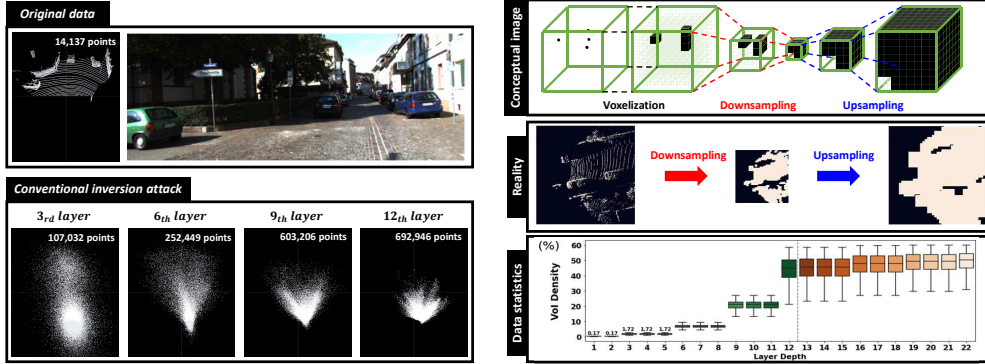 Original data
14,137 points
Conventional inversion attack
3rd layer
6th layer
9th layer
12th layer
107,032 points
252,449 points
603,206 points
692,946 points
Conceptual image
Voxelization
Downsampling
Upsampling
Reality
Downsampling
Upsampling
Data statistics
(%)
Vol Density
60
50
40
30
20
10
0
0.17
0.17
1.72
1.72
1.72
1 2 3 4 5 6 7 8 9 10 11 12 13 14 15 16 17 18 19 20 21 22
Layer Depth